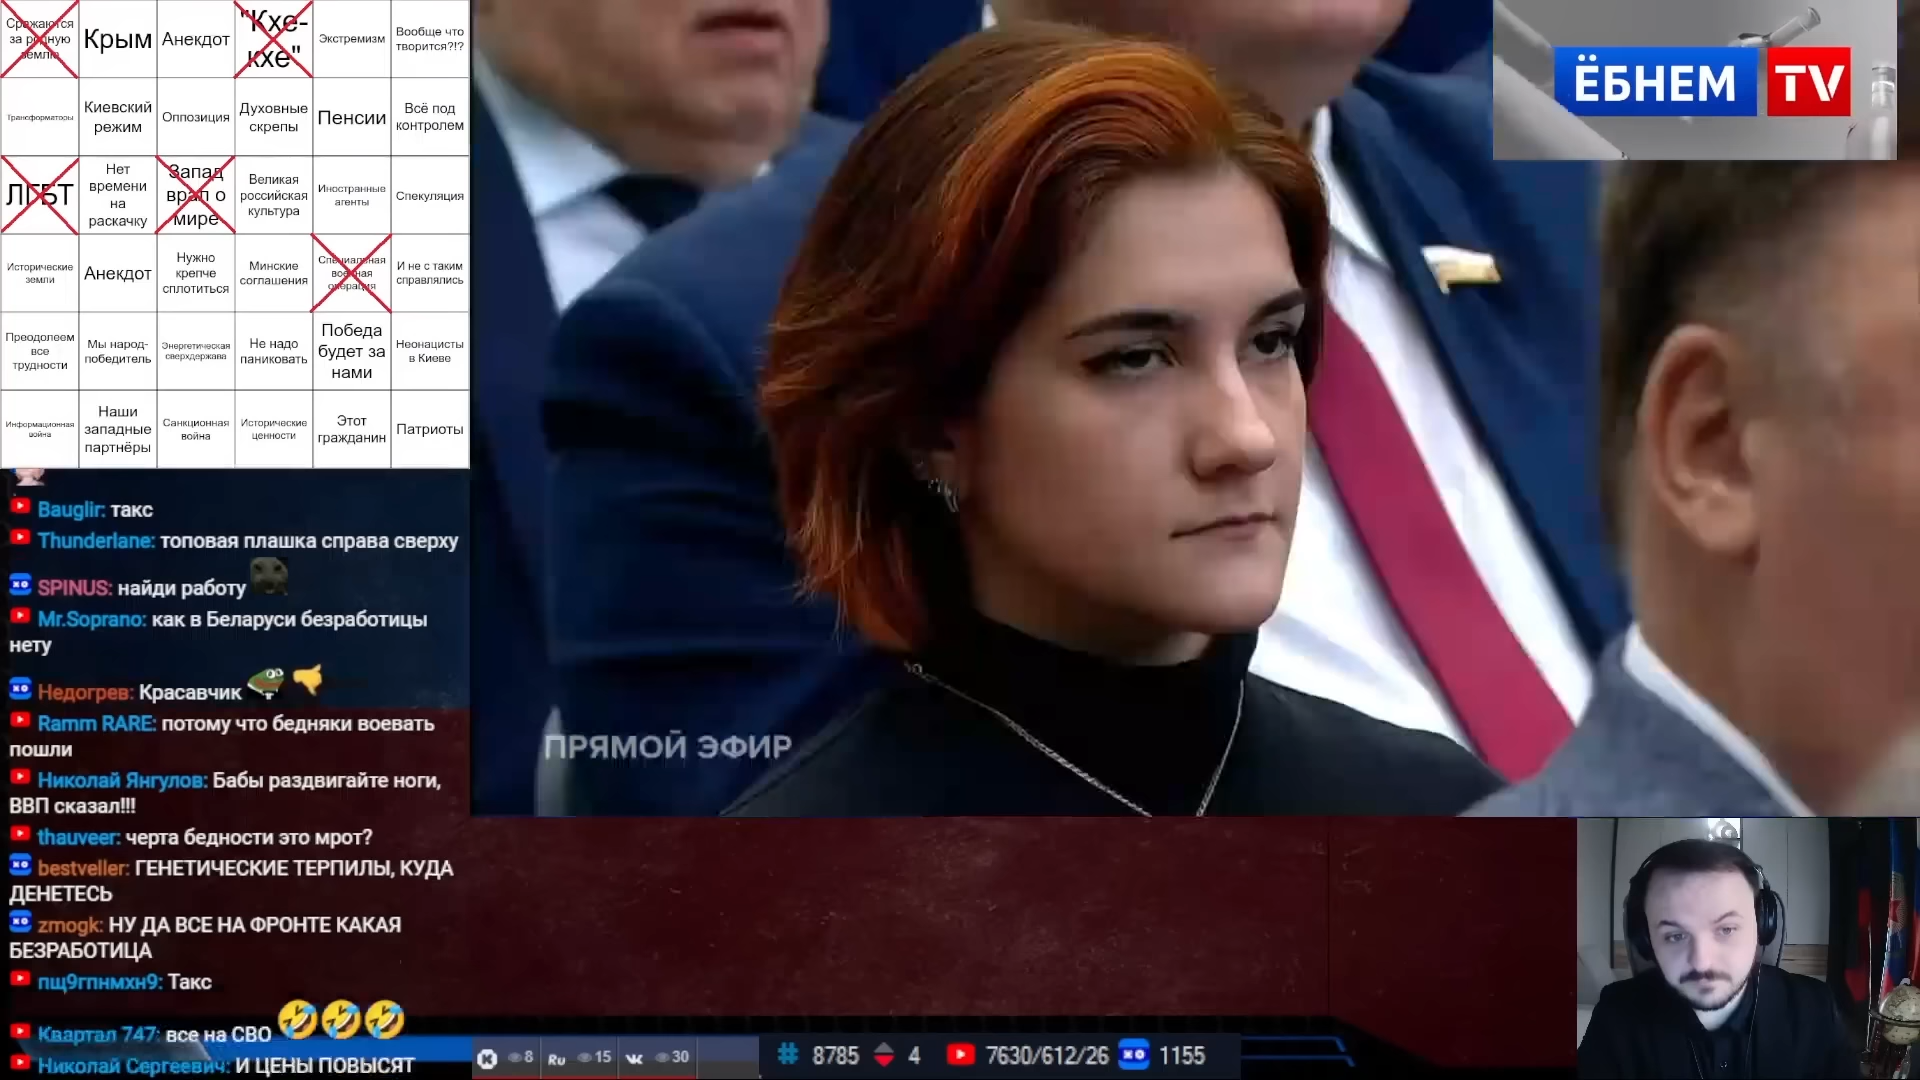 Сражаются
за родную
землю
Крым
Анекдот
"Кхе-
кхе"
Экстремизм
Вообще что
творится?!?
Трансформаторы
Киевский
режим
Оппозиция
Духовные
скрепы
Пенсии
Всё под
контролем
ЛГБТ
Нет
времени
на
раскачку
Запад
врал о
мире
Великая
российская
культура
Иностранные
агенты
Спекуляция
Исторические
земли
Анекдот
Нужно
крепче
сплотиться
Минские
соглашения
Специальная
военная
операция
И не с таким
справлялись
Преодолеем
все
трудности
Мы народ-
победитель
Энергетическая
сверхдержава
Не надо
паниковать
Победа
будет за
нами
Неонацисты
в Киеве
Информационная
война
Наши
западные
партнёры
Санкционная
война
Исторические
ценности
Этот
гражданин
Патриоты
ЁБНЕМ TV
ПРЯМОЙ ЭФИР
Bauglir: такс
Thunderlane: топовая плашка справа сверху
SPINUS: найди работу
Mr.Soprano: как в Беларуси безработицы
нету
Недогрев: Красавчик
Ramm RARE: потому что бедняки воевать
пошли
Николай Янгулов: Бабы раздвигайте ноги,
ВВП сказал!!!
thauveer: черта бедности это мрот?
bestveller: ГЕНЕТИЧЕСКИЕ ТЕРПИЛЫ, КУДА
ДЕНЕТЕСЬ
zmogk: НУ ДА ВСЕ НА ФРОНТЕ КАКАЯ
БЕЗРАБОТИЦА
пщ9гпнмхн9: Такс
Квартал 747: все на СВО
Николай Сергеевич: И ЦЕНЫ ПОВЫСЯТ
K 8 Ru 15 VK 30 # 8785 4 7630/612/26 XO 1155